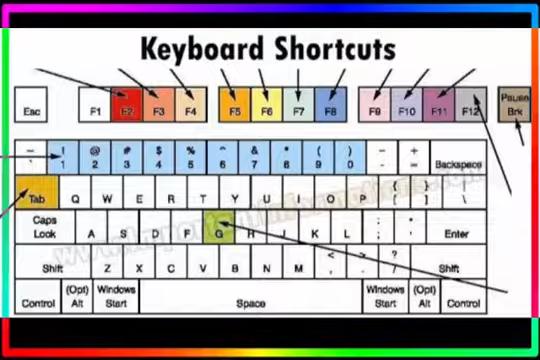 Keyboard Shortcuts
Esc F1 F2 F3 F4 F5 F6 F7 F8 F9 F10 F11 F12 Pause Brk
~ ! @ # $ % ^ & * ( ) _ +
` 1 2 3 4 5 6 7 8 9 0 - = Backspace
Tab Q W E R T Y U I O P { [ } ] | \
Caps Lock A S D F G H J K L : ; " ' Enter
Shift Z X C V B N M < , > . ? / Shift
Control (Opt) Alt Windows Start Space Windows Start (Opt) Alt Control